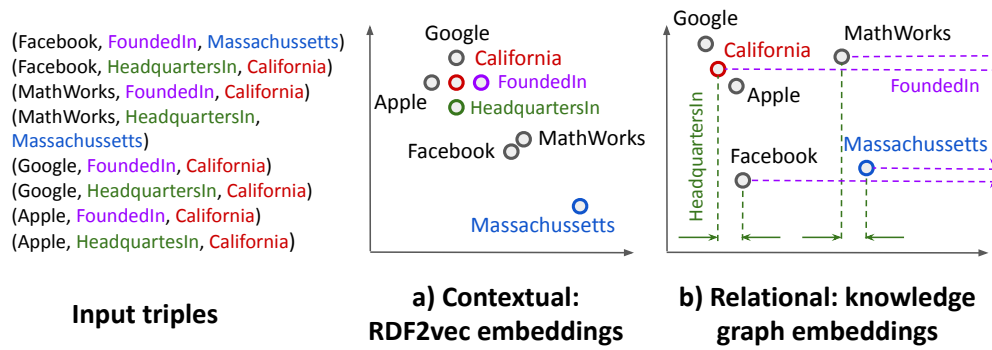 (Facebook, FoundedIn, Massachussetts)
(Facebook, HeadquartersIn, California)
(MathWorks, FoundedIn, California)
(MathWorks, HeadquartersIn,
Massachussetts)
(Google, FoundedIn, California)
(Google, HeadquartersIn, California)
(Apple, FoundedIn, California)
(Apple, HeadquartesIn, California)
Input triples
Google
California
FoundedIn
Apple
HeadquartersIn
MathWorks
Facebook
Massachussetts
a) Contextual:
RDF2vec embeddings
Google
MathWorks
California
FoundedIn
Apple
HeadquartersIn
Facebook
Massachussetts
b) Relational: knowledge
graph embeddings